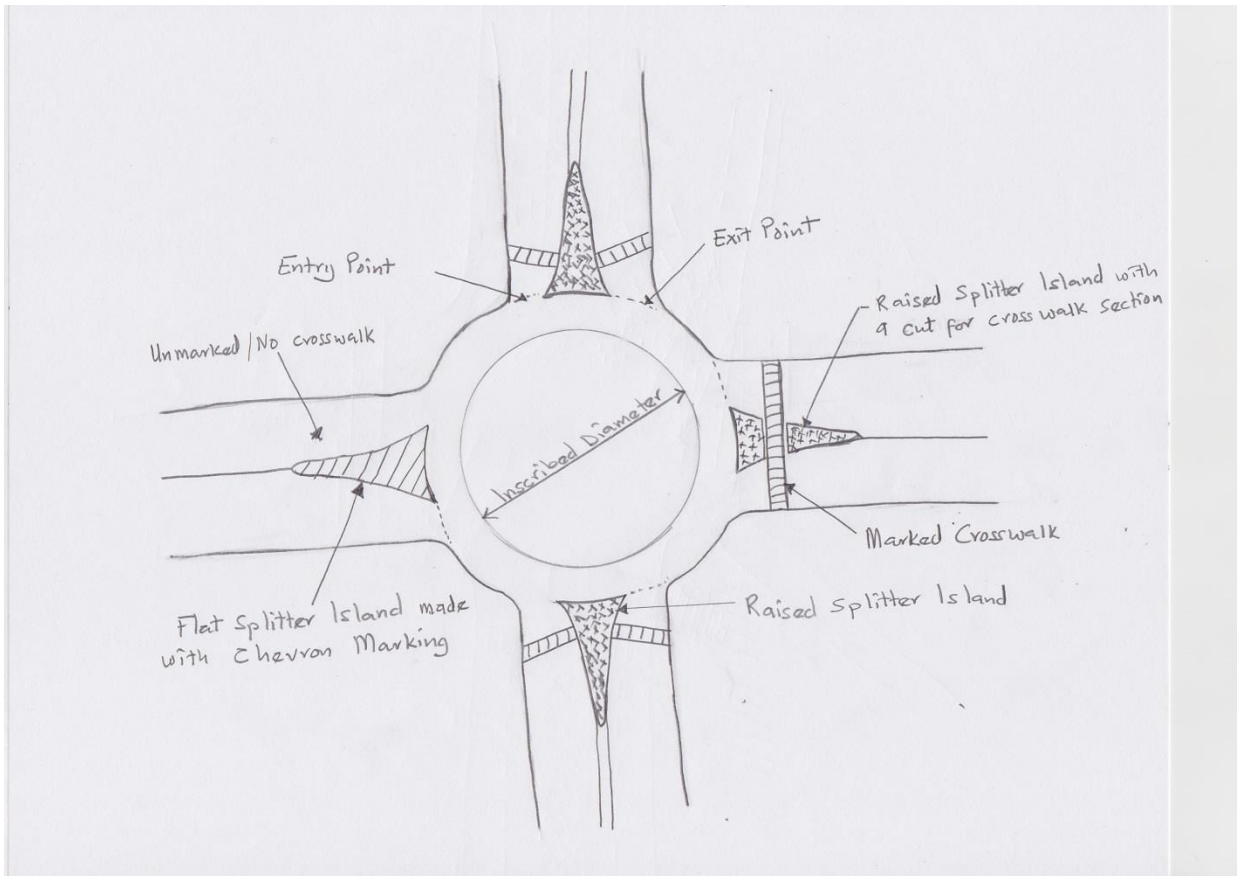 Exit Point
Entry Point
Raised Splitter Island with
a cut for crosswalk section
Unmarked/No crosswalk
Inscribed Diameter
Marked Crosswalk
Flat Splitter Island made
with Chevron Marking
Raised Splitter Island